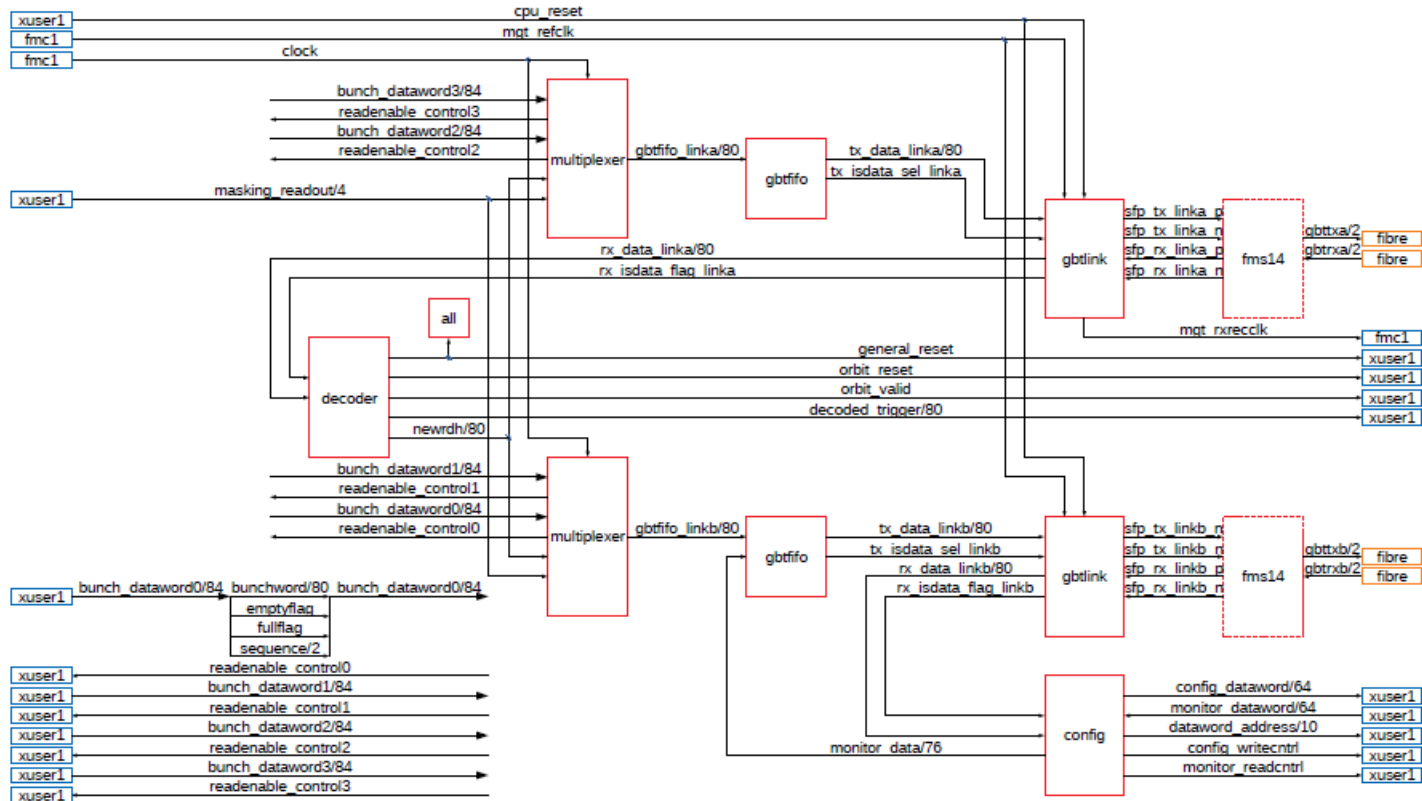 xuser1 cpu_reset
fmc1 mgt_refclk
fmc1 clock
bunch_dataword3/84
readenable_control3
bunch_dataword2/84
readenable_control2
multiplexer
gbtfifo_linka/80
gbtfifo
tx_data_linka/80
tx_isdata_sel_linka
xuser1 masking_readout/4
rx_data_linka/80
rx_isdata_flag_linka
gbtlink
sfp_tx_linka_p
sfp_tx_linka_n
sfp_rx_linka_p
sfp_rx_linka_n
fms14
gbttxa/2 fibre
gbtrxa/2 fibre
all
mgt_rxrecclk fmc1
general_reset xuser1
orbit_reset xuser1
orbit_valid xuser1
decoded_trigger/80 xuser1
decoder
newrdh/80
bunch_dataword1/84
readenable_control1
bunch_dataword0/84
readenable_control0
multiplexer
gbtfifo_linkb/80
gbtfifo
tx_data_linkb/80
tx_isdata_sel_linkb
rx_data_linkb/80
rx_isdata_flag_linkb
gbtlink
sfp_tx_linkb_n
sfp_tx_linkb_n
sfp_rx_linkb_p
sfp_rx_linkb_n
fms14
gbttxb/2 fibre
gbtrxb/2 fibre
xuser1 bunch_dataword0/84 bunchword/80 bunch_dataword0/84
emptyflag
fullflag
sequence/2
xuser1 readenable_control0
xuser1 bunch_dataword1/84
xuser1 readenable_control1
xuser1 bunch_dataword2/84
xuser1 readenable_control2
xuser1 bunch_dataword3/84
xuser1 readenable_control3
monitor_data/76
config
config_dataword/64 xuser1
monitor_dataword/64 xuser1
dataword_address/10 xuser1
config_writecntrl xuser1
monitor_readcntrl xuser1